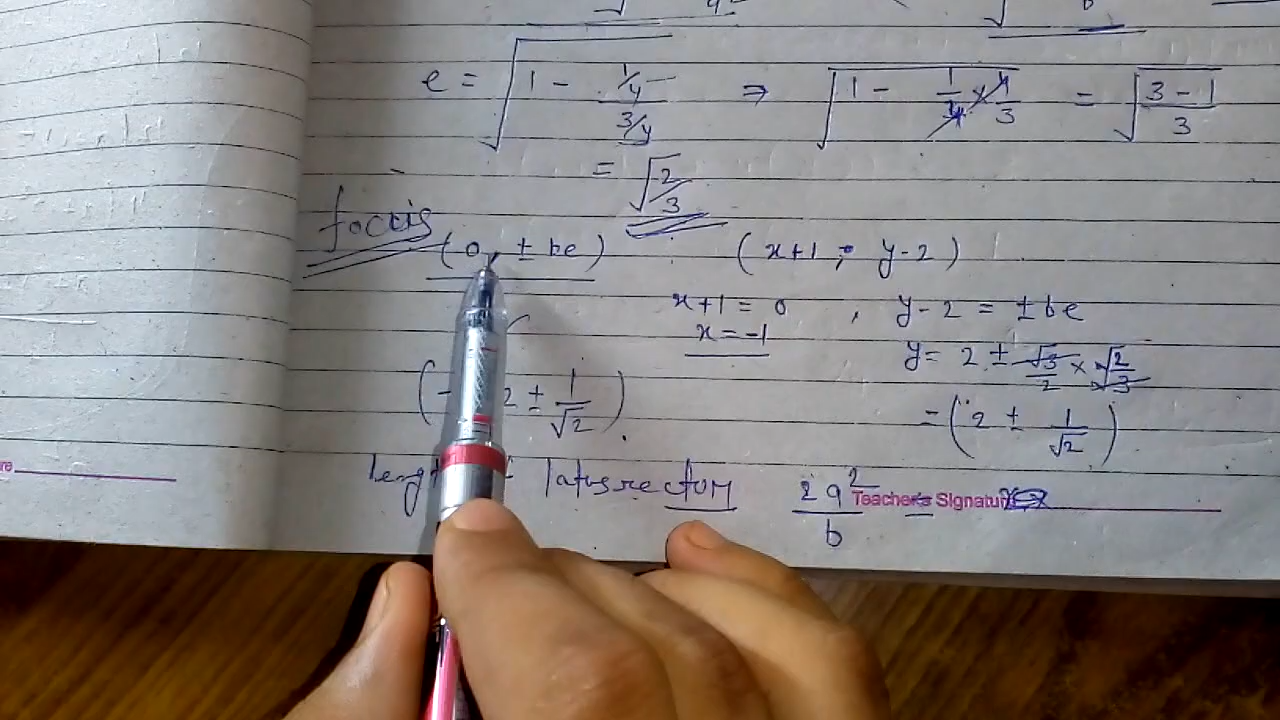 e = √(1 - (1/4)/(3/4)) ⇒ √(1 - 1/4 × 4/3) = √((3-1)/3)
= √(2/3)
focus
(0, ± be) (x+1, y-2)
x+1 = 0, y-2 = ±be
x = -1 y = 2 ± √3/2 × √(2/3)
( 2 ± 1/√2) = (2 ± 1/√2)
latus rectum 2a²/b Teacher's